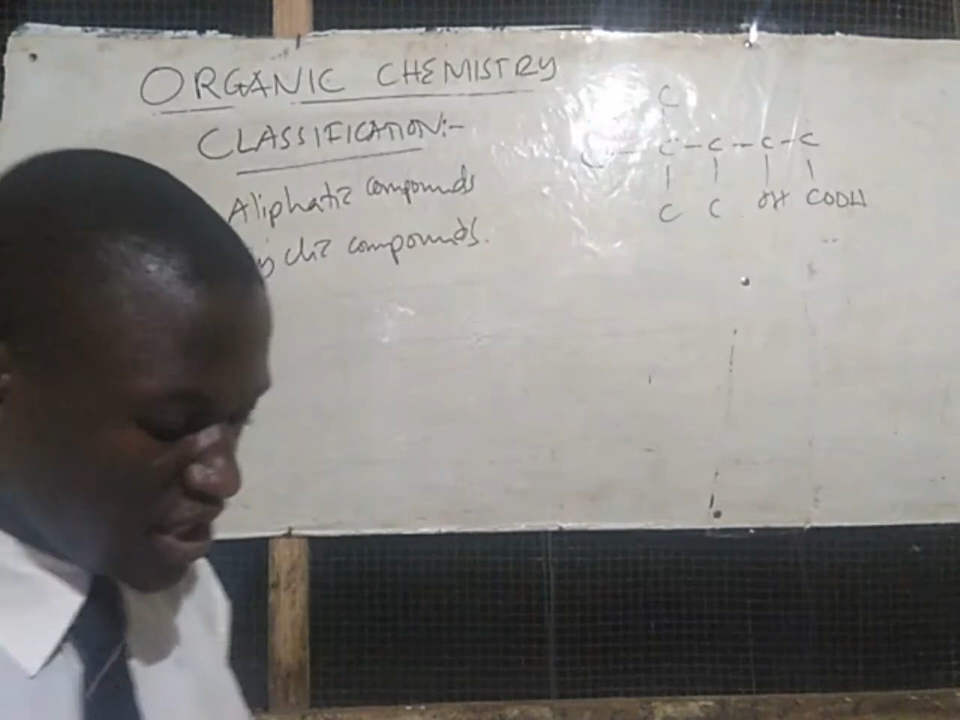 ORGANIC CHEMISTRY
CLASSIFICATION:-
Aliphatic compounds
compounds.
C
C - C - C - C - C
C C OH COOH